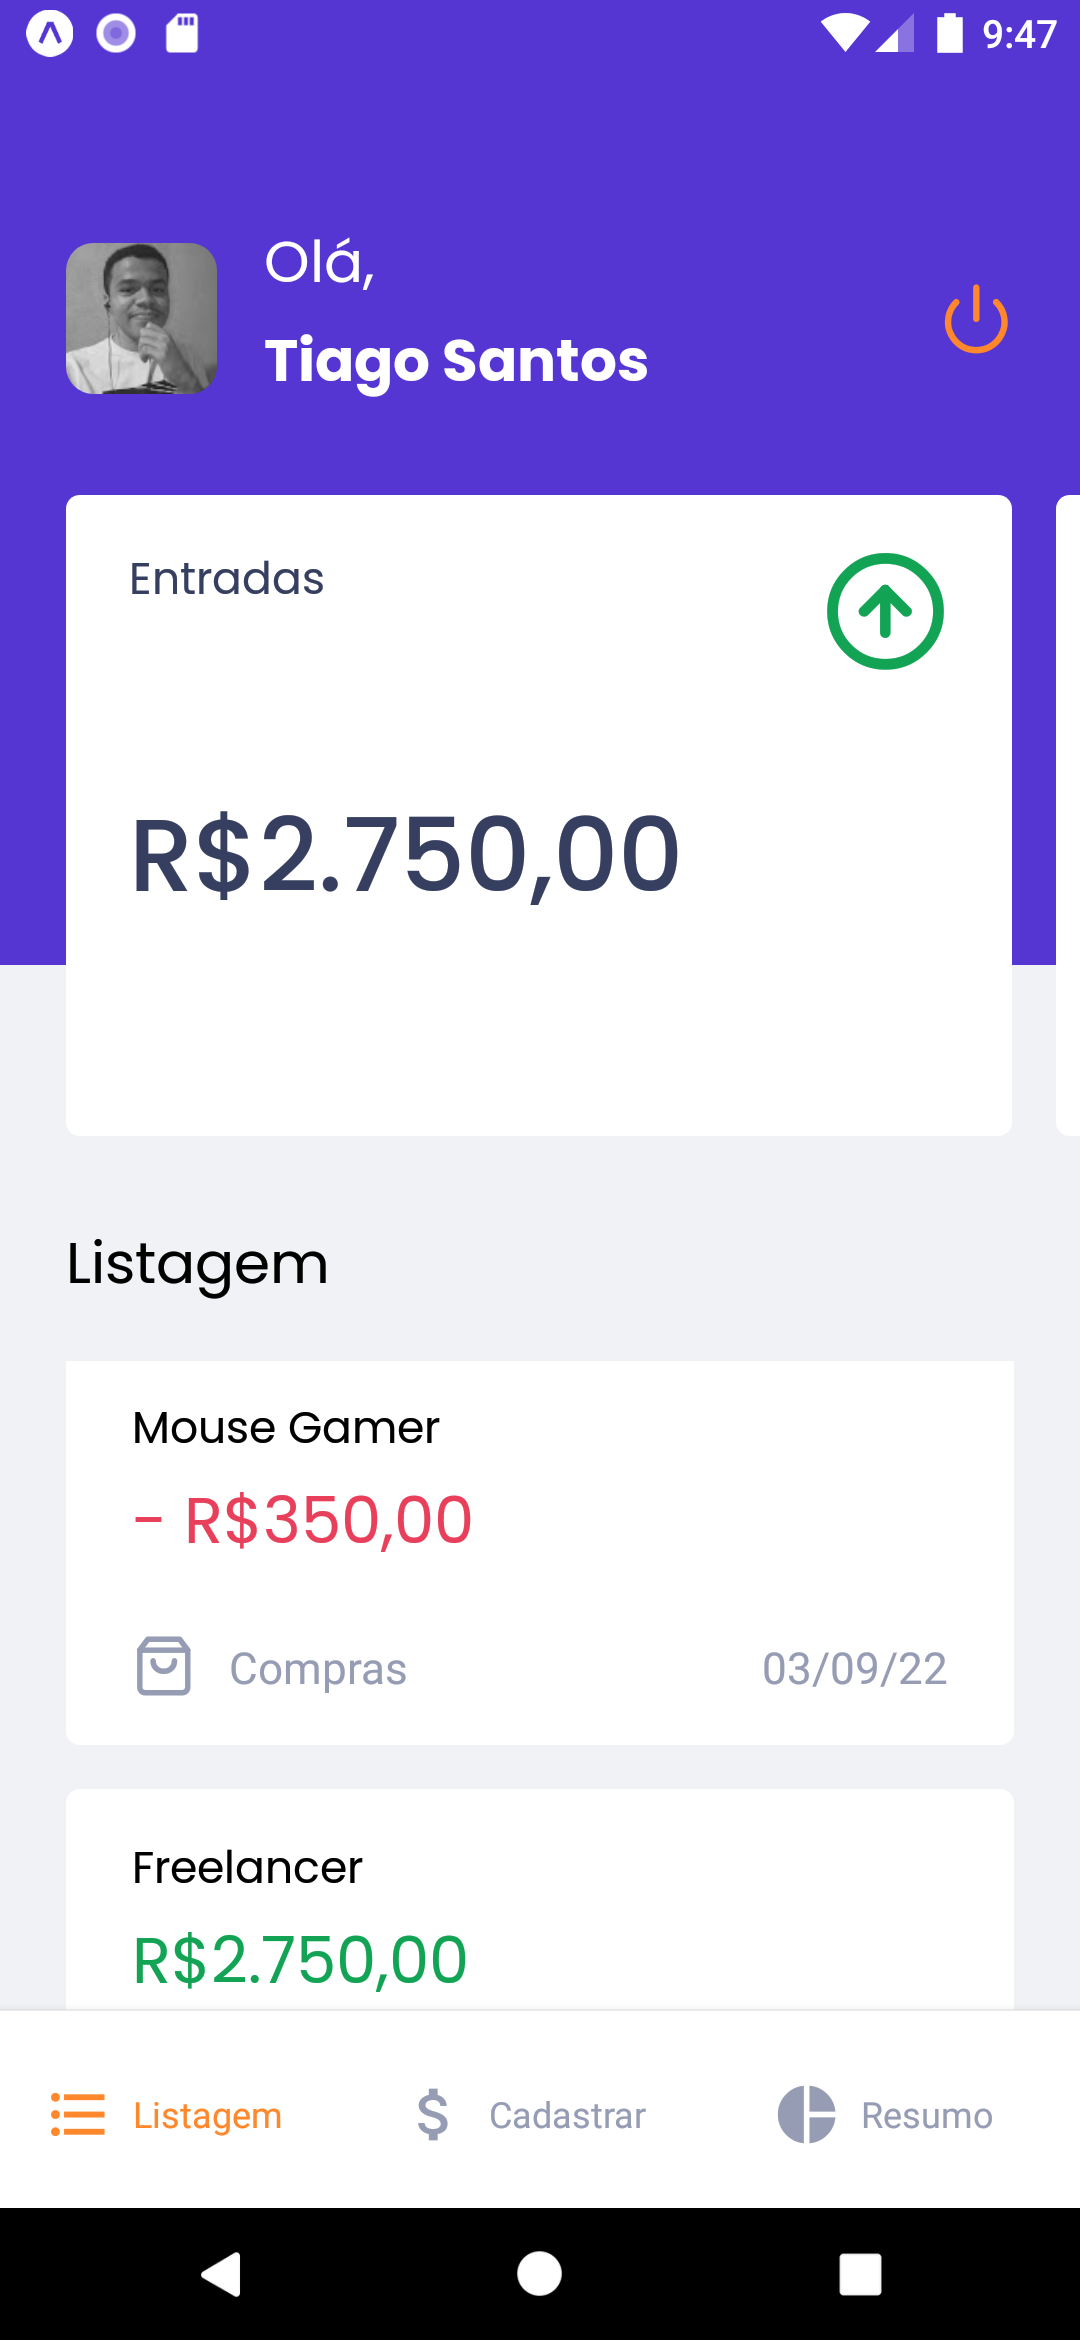 9:47
Olá,
Tiago Santos
Entradas
R$2.750,00
Listagem
Mouse Gamer
- R$350,00
Compras 03/09/22
Freelancer
R$2.750,00
Listagem Cadastrar Resumo